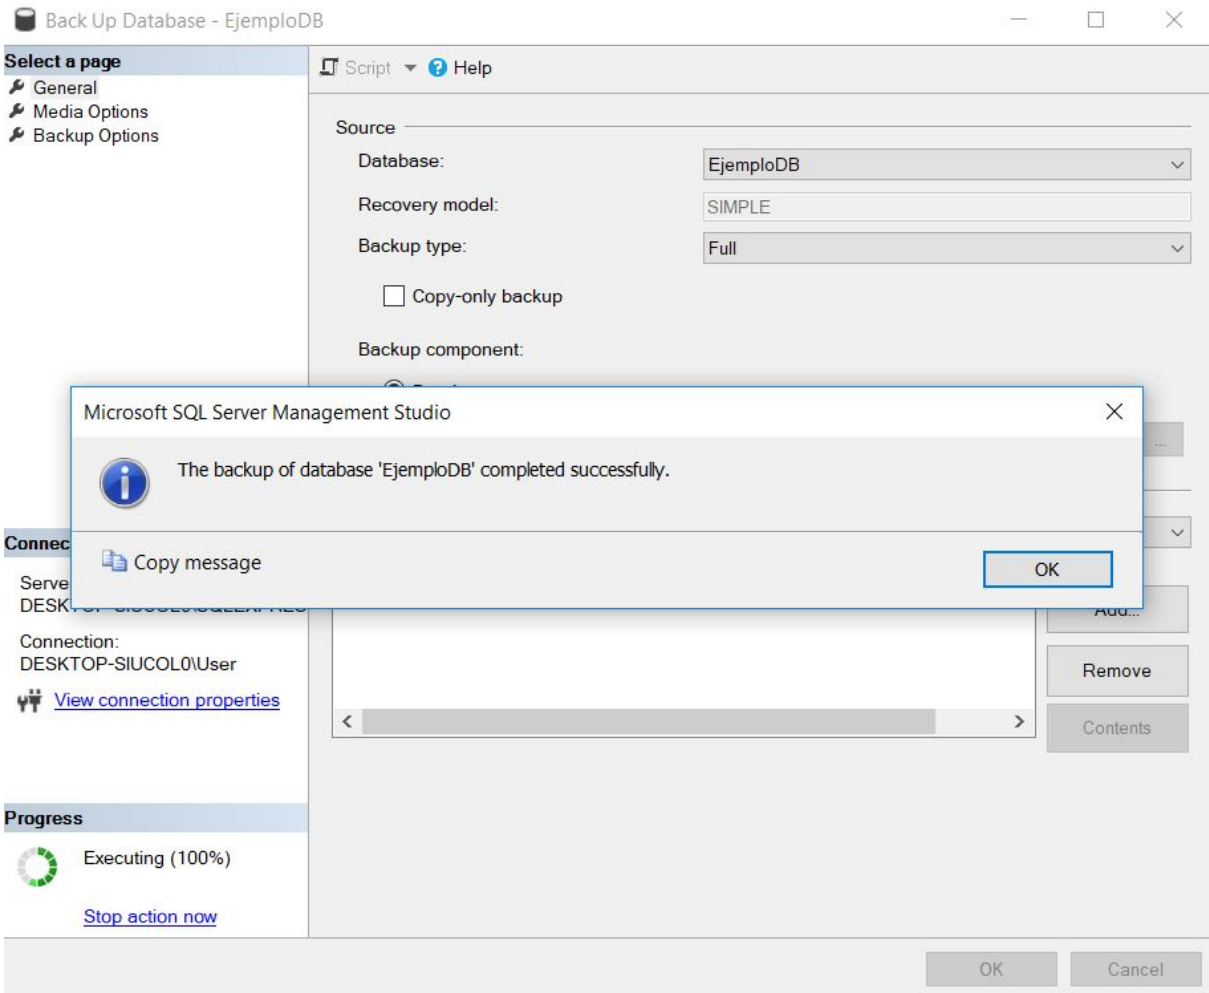 Back Up Database - EjemploDB
Select a page
General
Media Options
Backup Options
Script
Help
Source
Database:
EjemploDB
Recovery model:
SIMPLE
Backup type:
Full
Copy-only backup
Backup component:
Microsoft SQL Server Management Studio
The backup of database 'EjemploDB' completed successfully.
Copy message
OK
...
Add...
Remove
Contents
Connec
Serve
Connection:
DESKTOP-SIUCOL0\User
View connection properties
Progress
Executing (100%)
Stop action now
OK
Cancel